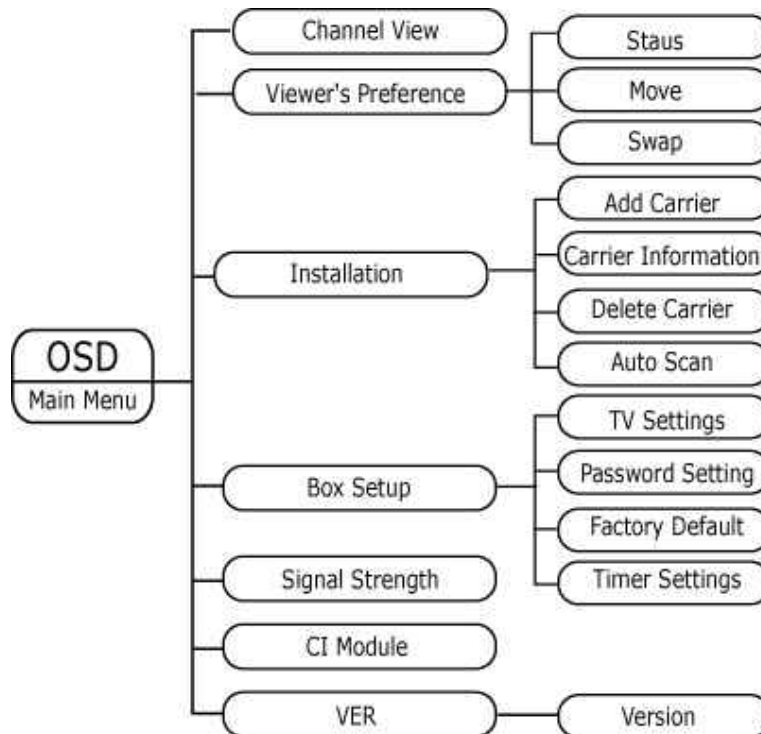 OSD
Main Menu
Channel View
Viewer's Preference
Staus
Move
Swap
Installation
Add Carrier
Carrier Information
Delete Carrier
Auto Scan
Box Setup
TV Settings
Password Setting
Factory Default
Timer Settings
Signal Strength
CI Module
VER
Version